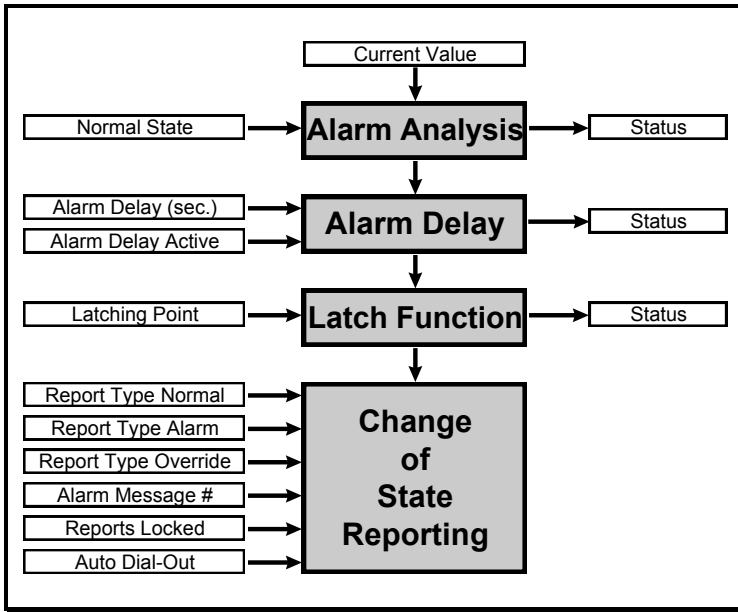 Current Value
Normal State
Alarm Analysis
Status
Alarm Delay (sec.)
Alarm Delay Active
Alarm Delay
Status
Latching Point
Latch Function
Status
Report Type Normal
Report Type Alarm
Report Type Override
Alarm Message #
Reports Locked
Auto Dial-Out
Change
of
State
Reporting